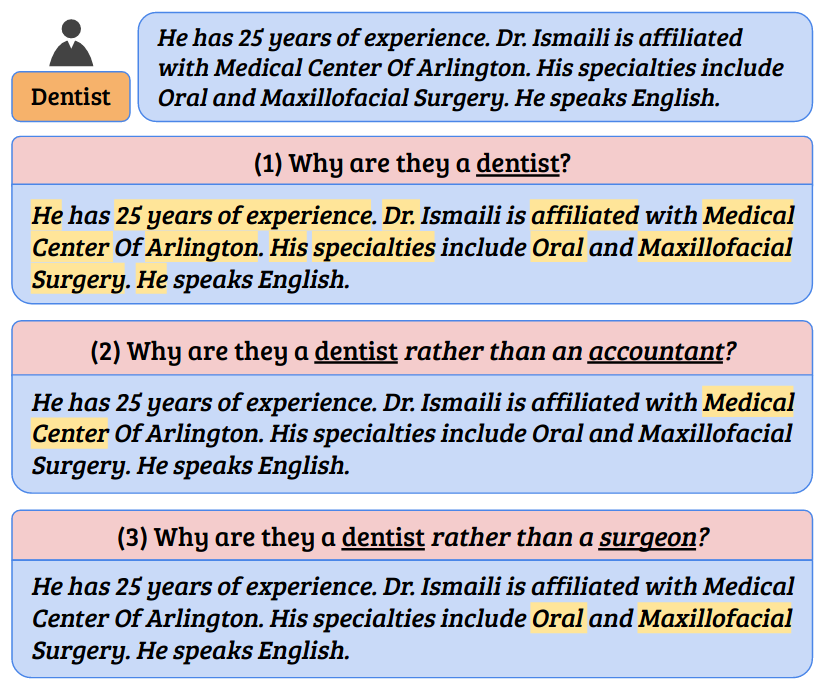 He has 25 years of experience. Dr. Ismaili is affiliated
with Medical Center Of Arlington. His specialties include
Oral and Maxillofacial Surgery. He speaks English.
Dentist
(1) Why are they a dentist?
He has 25 years of experience. Dr. Ismaili is affiliated with Medical
Center Of Arlington. His specialties include Oral and Maxillofacial
Surgery. He speaks English.
(2) Why are they a dentist rather than an accountant?
He has 25 years of experience. Dr. Ismaili is affiliated with Medical
Center Of Arlington. His specialties include Oral and Maxillofacial
Surgery. He speaks English.
(3) Why are they a dentist rather than a surgeon?
He has 25 years of experience. Dr. Ismaili is affiliated with Medical
Center Of Arlington. His specialties include Oral and Maxillofacial
Surgery. He speaks English.